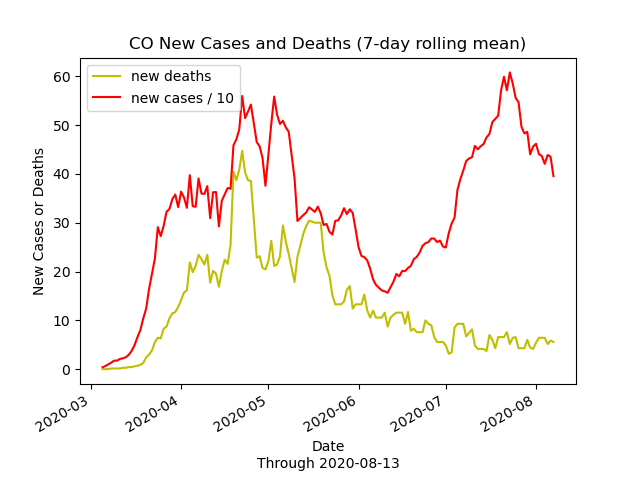 CO New Cases and Deaths (7-day rolling mean)
new deaths
new cases / 10
60
50
40
30
20
10
0
New Cases or Deaths
2020-03
2020-04
2020-05
2020-06
2020-07
2020-08
Date
Through 2020-08-13